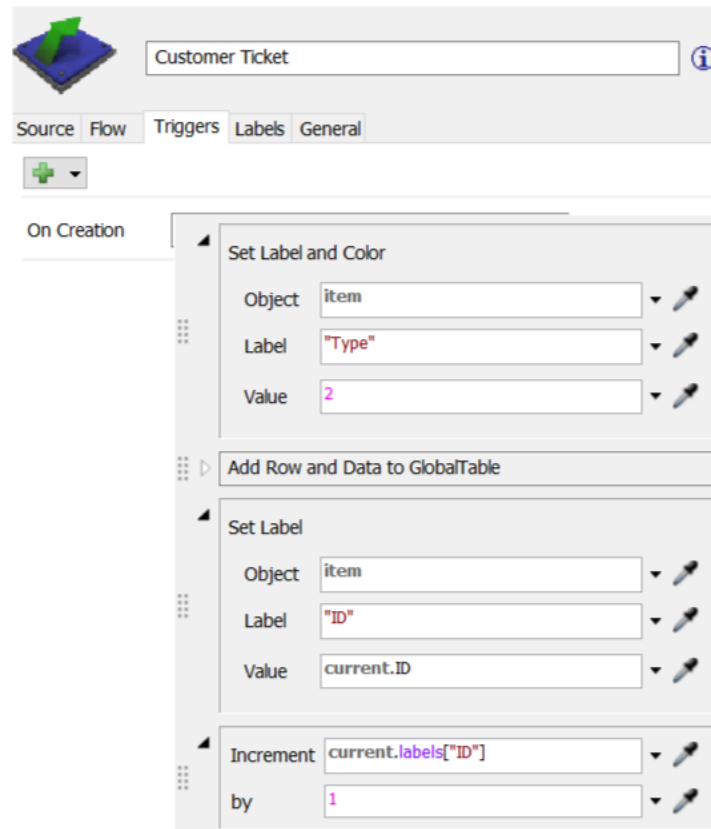 Customer Ticket
Source Flow Triggers Labels General
On Creation
Set Label and Color
Object item
Label "Type"
Value 2
Add Row and Data to GlobalTable
Set Label
Object item
Label "ID"
Value current.ID
Increment current.labels["ID"]
by 1